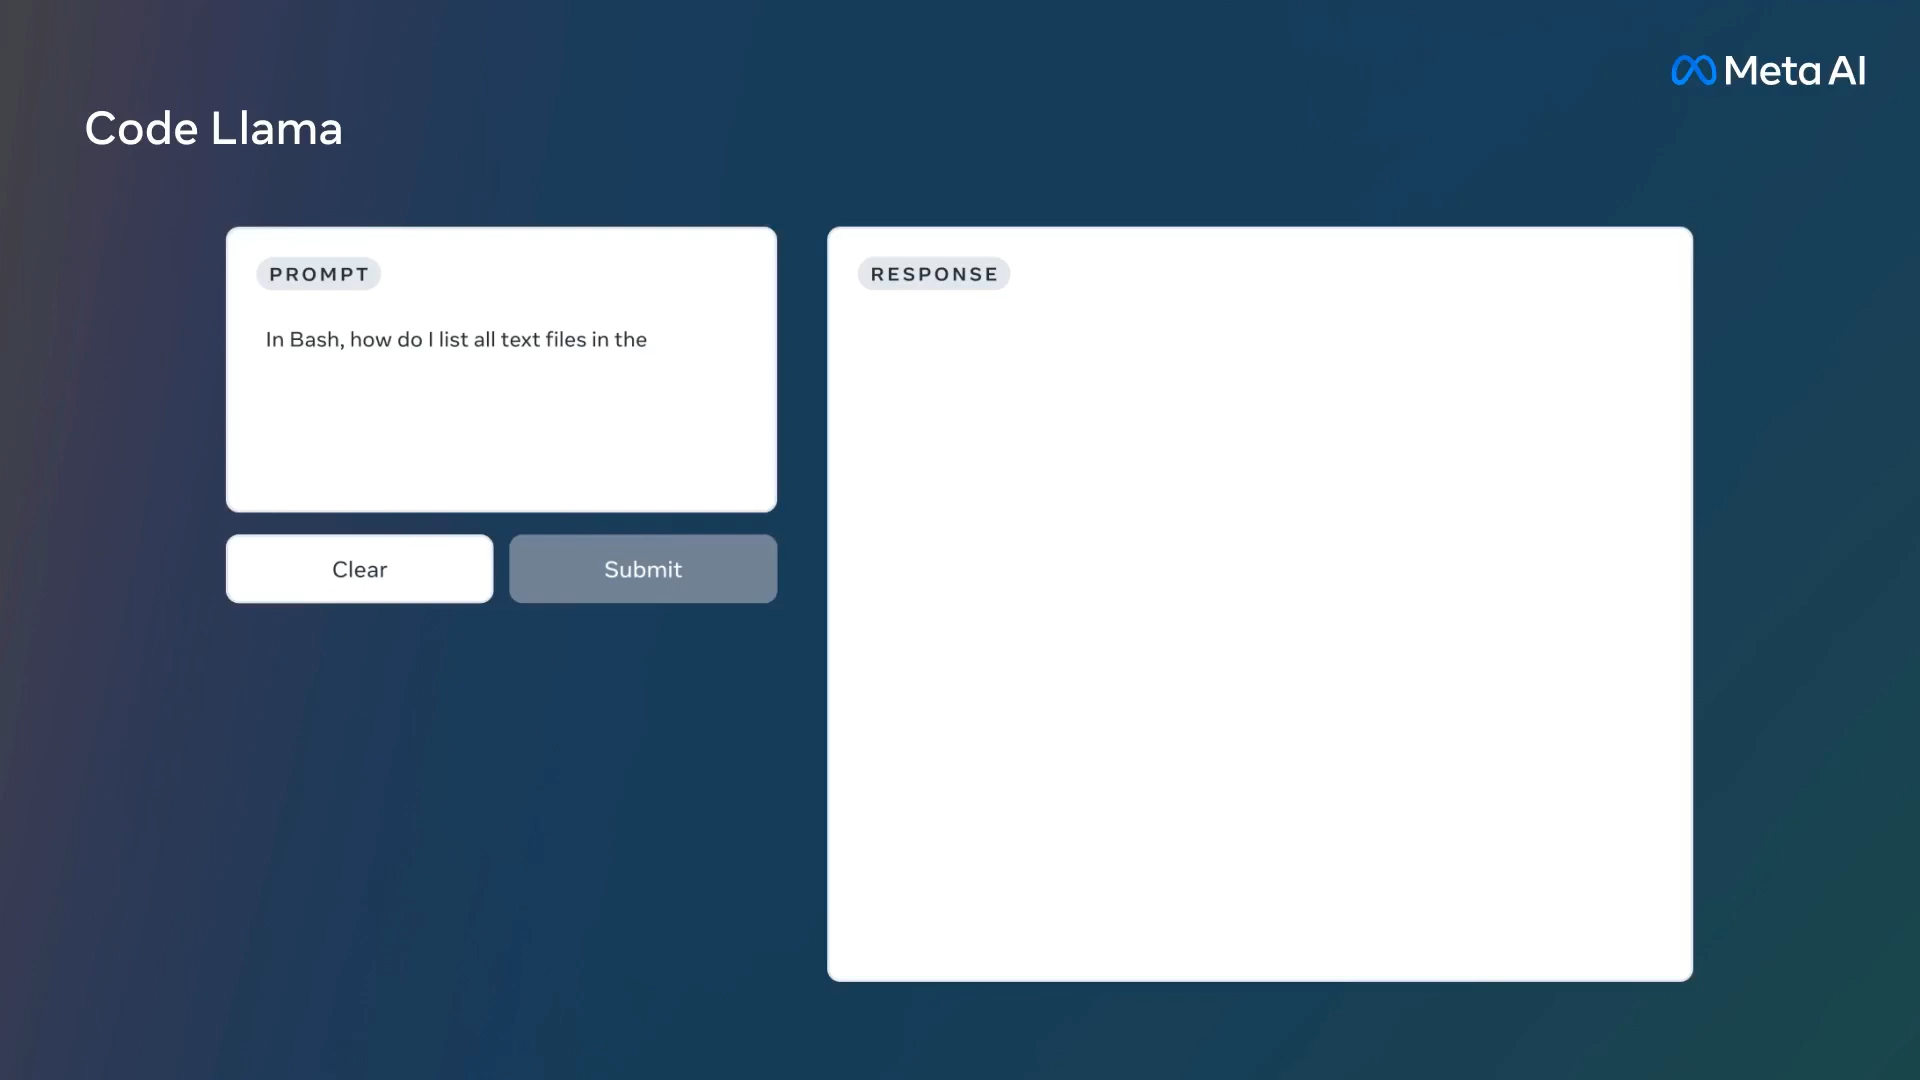 Meta AI
Code Llama
PROMPT
In Bash, how do I list all text files in the
Clear
Submit
RESPONSE